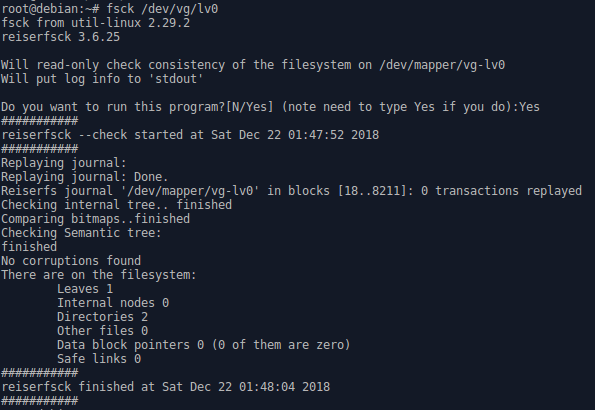 root@debian:~# fsck /dev/vg/lv0
fsck from util-linux 2.29.2
reiserfsck 3.6.25

Will read-only check consistency of the filesystem on /dev/mapper/vg-lv0
Will put log info to 'stdout'

Do you want to run this program?[N/Yes] (note need to type Yes if you do):Yes
###########
reiserfsck --check started at Sat Dec 22 01:47:52 2018
###########
Replaying journal:
Replaying journal: Done.
Reiserfs journal '/dev/mapper/vg-lv0' in blocks [18..8211]: 0 transactions replayed
Checking internal tree.. finished
Comparing bitmaps..finished
Checking Semantic tree:
finished
No corruptions found
There are on the filesystem:
        Leaves 1
        Internal nodes 0
        Directories 2
        Other files 0
        Data block pointers 0 (0 of them are zero)
        Safe links 0
###########
reiserfsck finished at Sat Dec 22 01:48:04 2018
###########